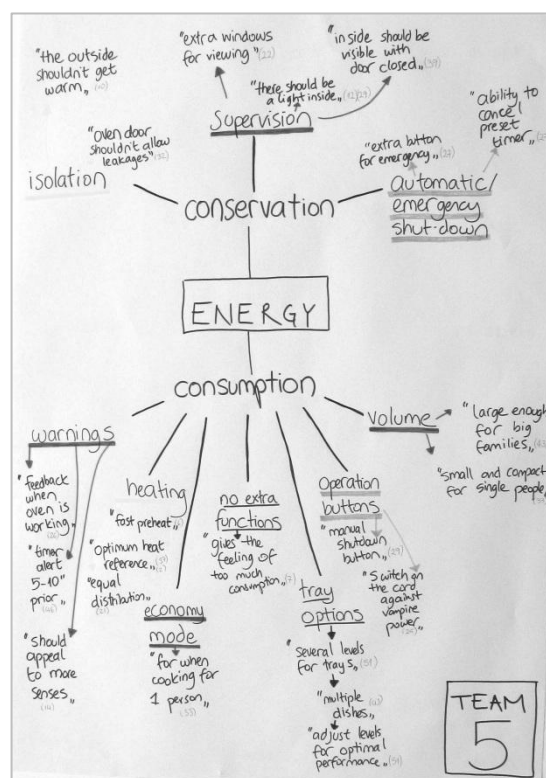 "the outside
shouldn't get
warm"
"extra windows
for viewing" (22)
"inside should be
visible with
door closed"
"there should be
a light inside"
Supervision
"ability to
cancel
preset
timer"
"oven door
shouldn't allow
leakages"
"extra button
for emergency"
isolation
conservation
automatic/
emergency
shut-down
ENERGY
consumption
warnings
volume
"large enough
for big
families"
"small and compact
for single people"
"feedback
when
oven is
working"
"timer
alert
5-10"
prior"
"should
appeal
to more
senses"
heating
"fast preheat"
"optimum heat
reference"
"equal
distribution"
economy
mode
"for when
cooking for
1 person"
no extra
functions
"gives the
feeling of
too much
consumption"
Operation
buttons
"manual
shutdown
button"
"switch on
the cord
against
vampire
power"
tray
options
"several levels
for trays"
"multiple
dishes"
"adjust levels
for optimal
performance"
TEAM
5